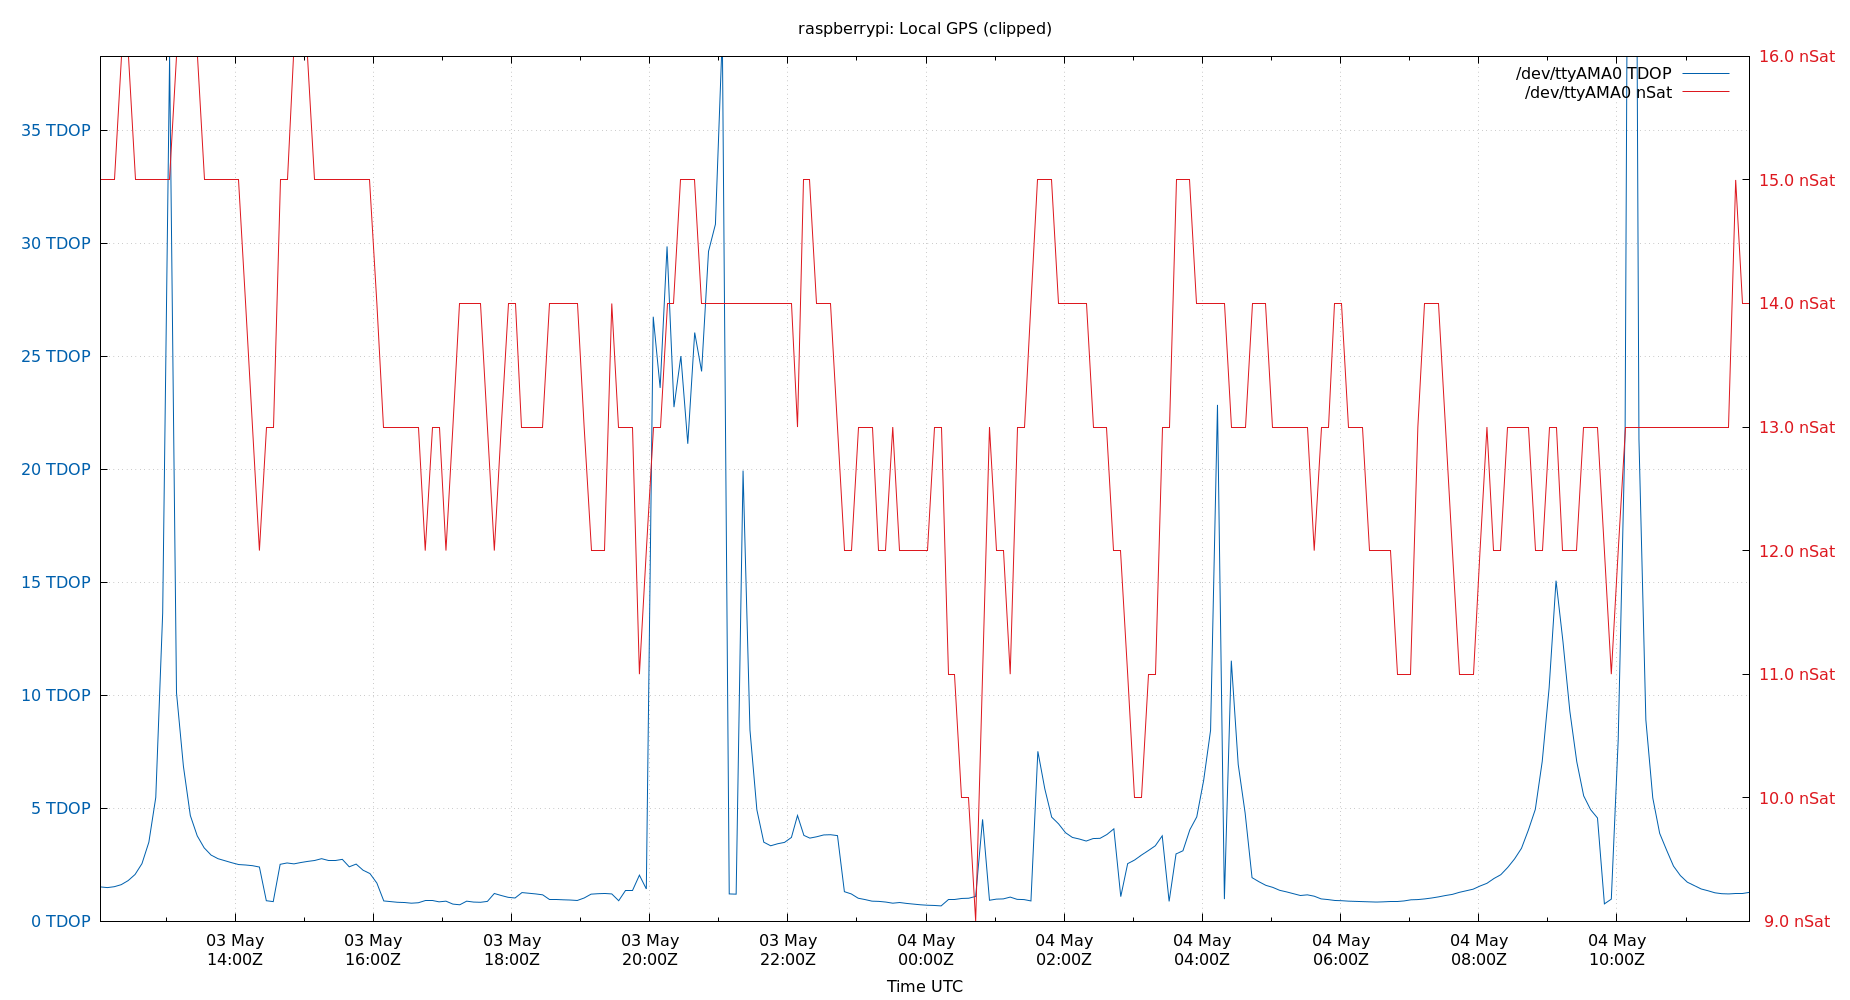 raspberrypi: Local GPS (clipped)
/dev/ttyAMA0 TDOP
/dev/ttyAMA0 nSat
35 TDOP
30 TDOP
25 TDOP
20 TDOP
15 TDOP
10 TDOP
5 TDOP
0 TDOP
16.0 nSat
15.0 nSat
14.0 nSat
13.0 nSat
12.0 nSat
11.0 nSat
10.0 nSat
9.0 nSat
03 May
14:00Z
03 May
16:00Z
03 May
18:00Z
03 May
20:00Z
03 May
22:00Z
04 May
00:00Z
04 May
02:00Z
04 May
04:00Z
04 May
06:00Z
04 May
08:00Z
04 May
10:00Z
Time UTC